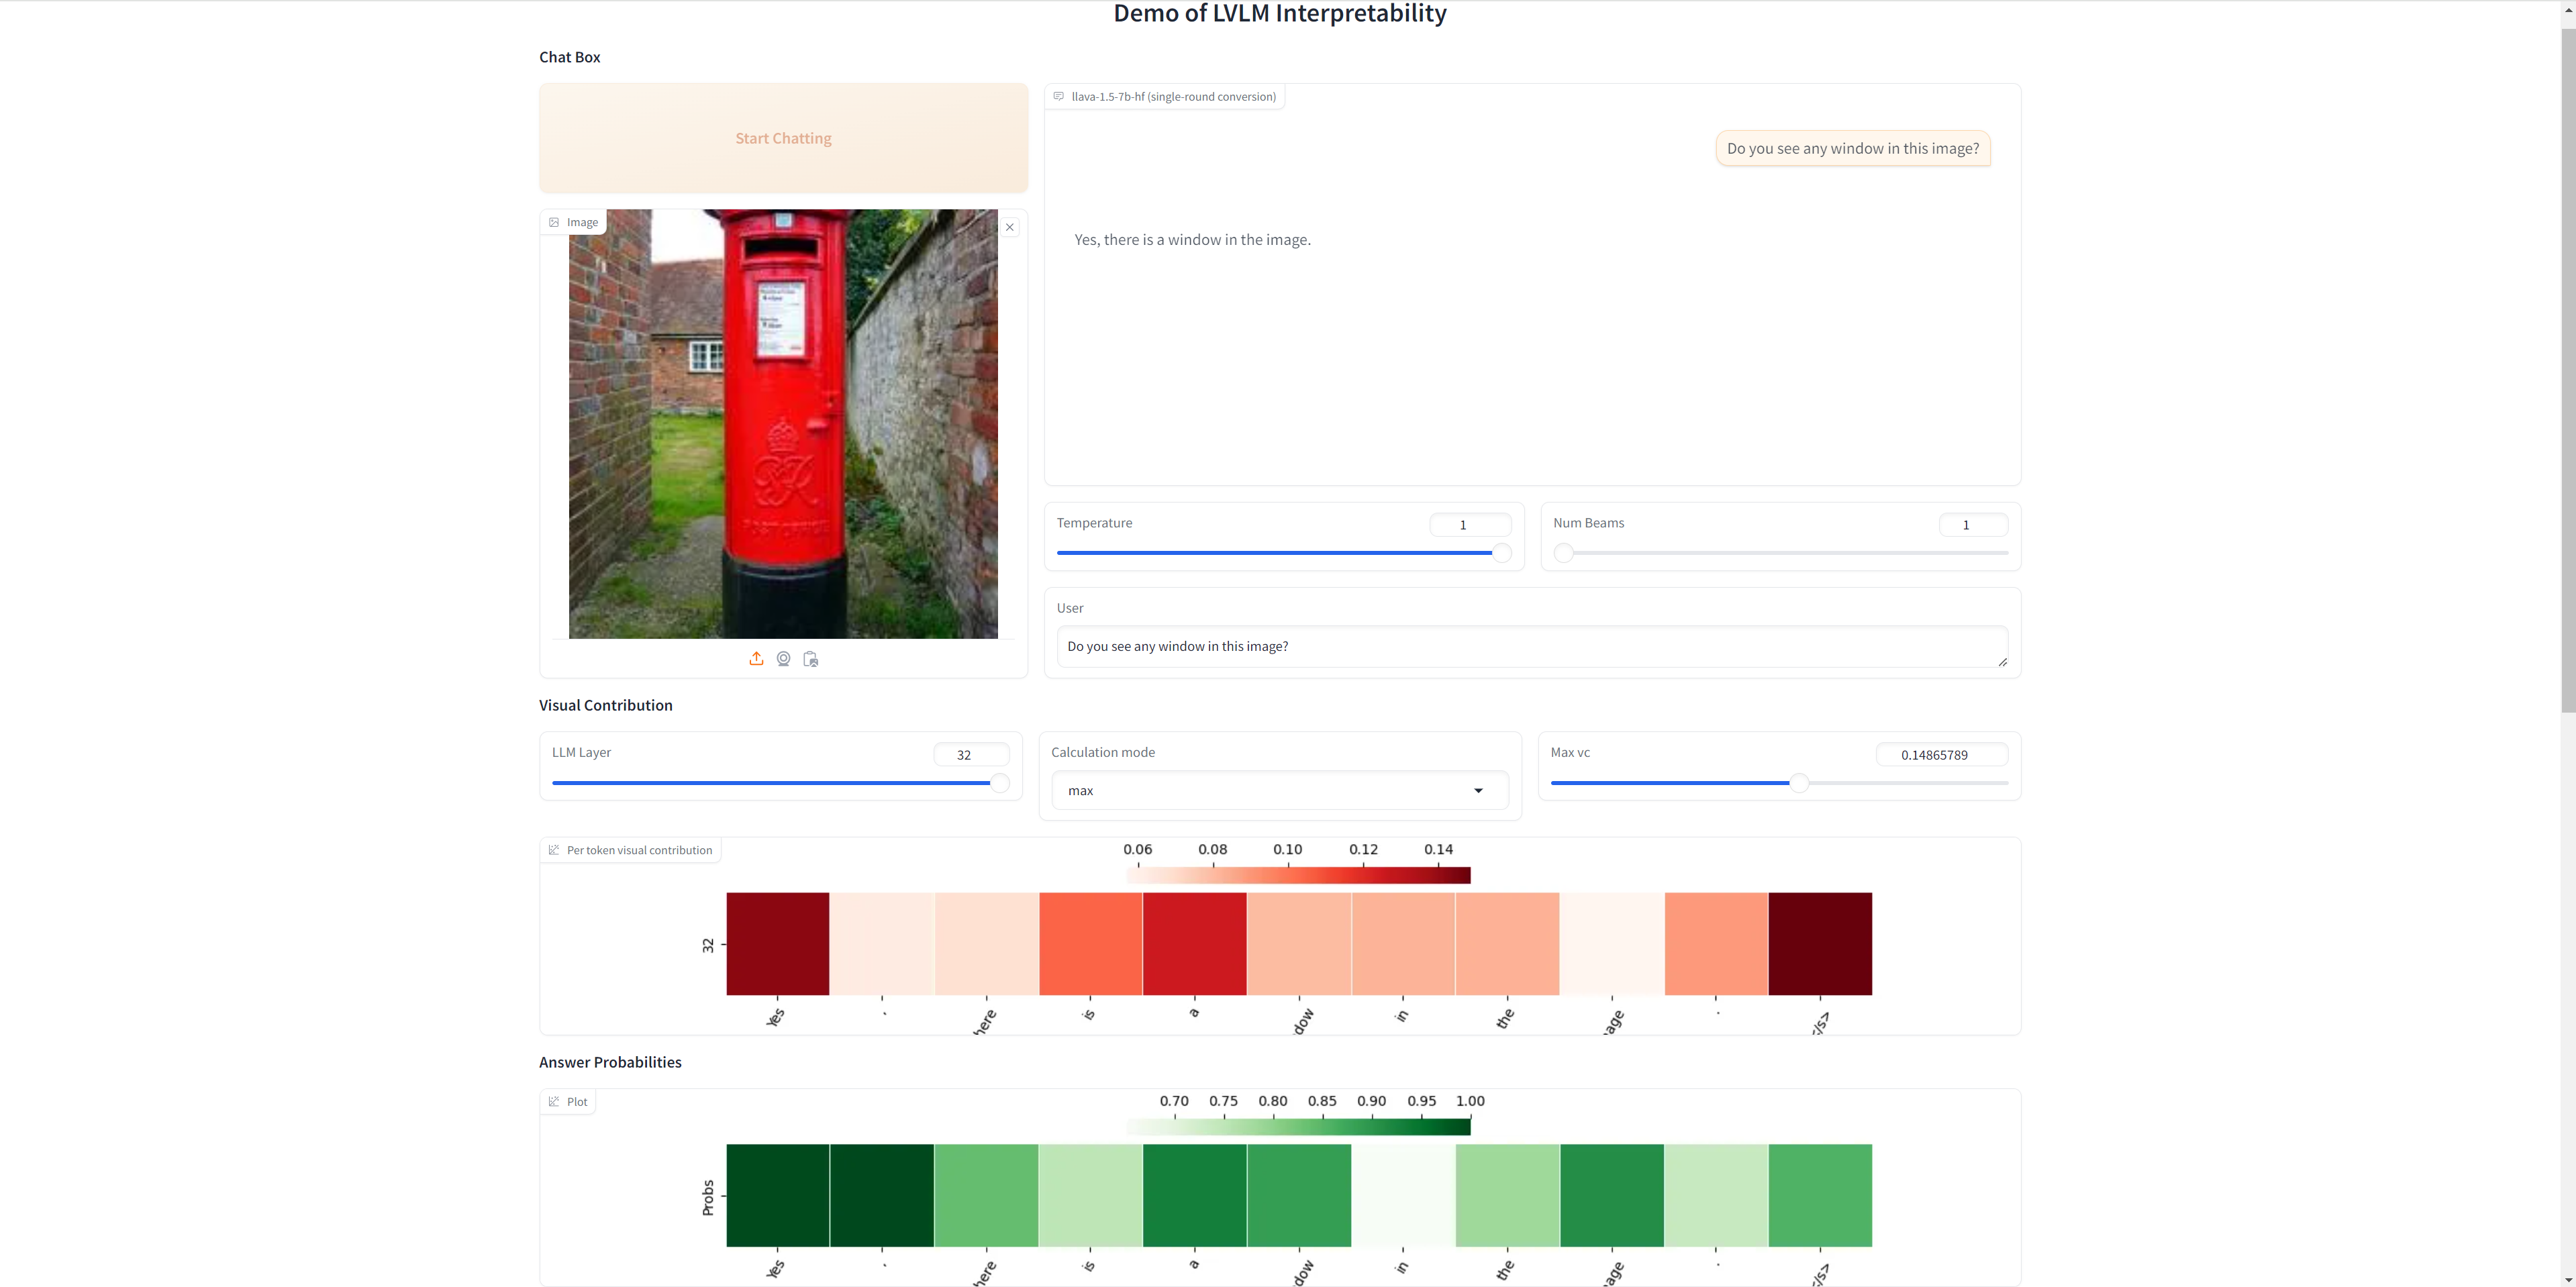 Demo of LVLM Interpretability
Chat Box
Start Chatting
Image
llava-1.5-7b-hf (single-round conversion)
Do you see any window in this image?
Yes, there is a window in the image.
Temperature
1
Num Beams
1
User
Do you see any window in this image?
Visual Contribution
LLM Layer
32
Calculation mode
max
Max vc
0.14865789
Per token visual contribution
0.06 0.08 0.10 0.12 0.14
32
Yes , here is a dow in the age . /s>
Answer Probabilities
Plot
0.70 0.75 0.80 0.85 0.90 0.95 1.00
Probs
Yes , here is a dow in the age . /s>